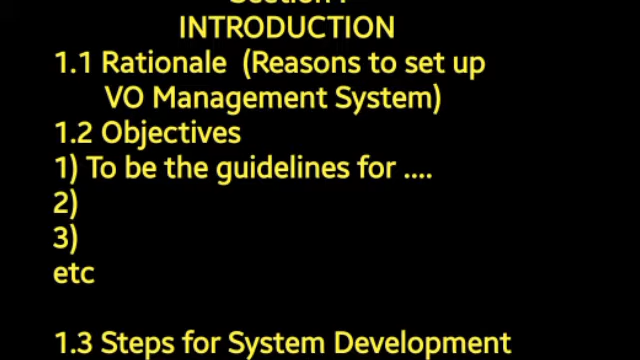 INTRODUCTION
1.1 Rationale (Reasons to set up
VO Management System)
1.2 Objectives
1) To be the guidelines for ....
2)
3)
etc
1.3 Steps for System Development